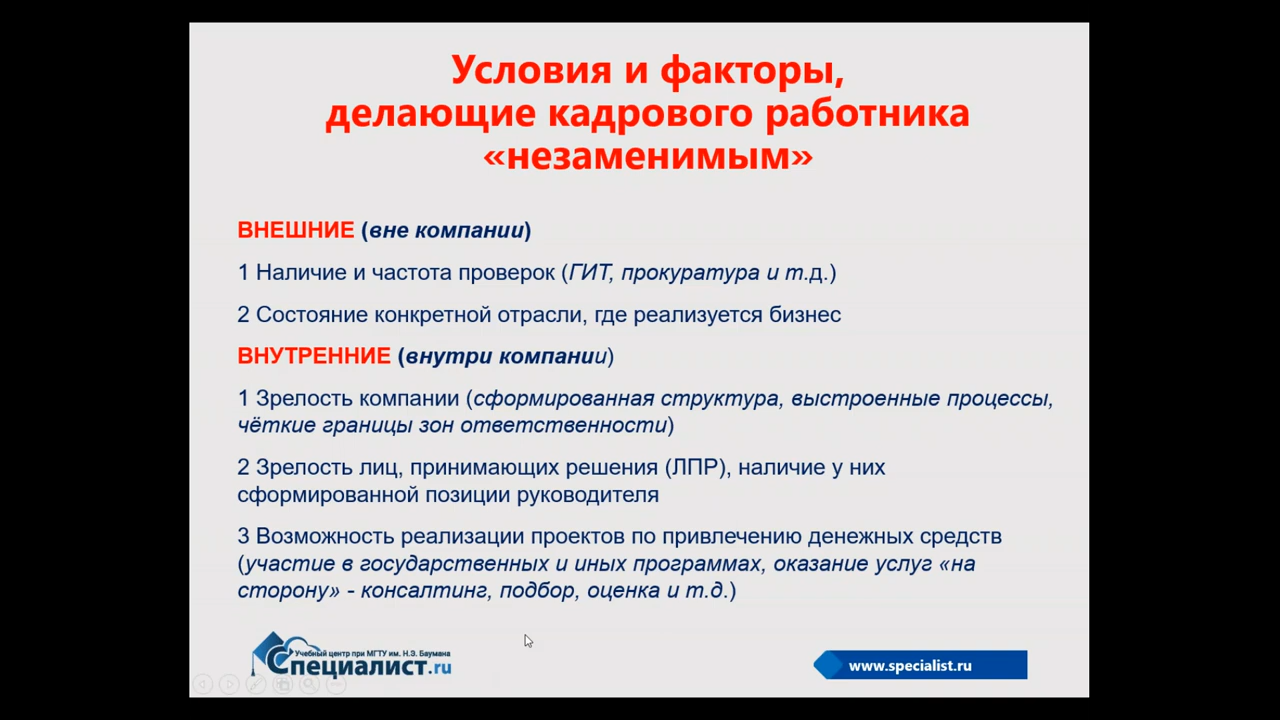 Условия и факторы,
делающие кадрового работника
«незаменимым»
ВНЕШНИЕ (вне компании)
1 Наличие и частота проверок (ГИТ, прокуратура и т.д.)
2 Состояние конкретной отрасли, где реализуется бизнес
ВНУТРЕННИЕ (внутри компании)
1 Зрелость компании (сформированная структура, выстроенные процессы,
чёткие границы зон ответственности)
2 Зрелость лиц, принимающих решения (ЛПР), наличие у них
сформированной позиции руководителя
3 Возможность реализации проектов по привлечению денежных средств
(участие в государственных и иных программах, оказание услуг «на
сторону» - консалтинг, подбор, оценка и т.д.)
Учебный центр при МГТУ им. Н.Э. Баумана
Специалист.ru
www.specialist.ru